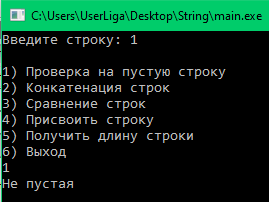 C:\Users\UserLiga\Desktop\String\main.exe
Введите строку: 1
1) Проверка на пустую строку
2) Конкатенация строк
3) Сравнение строк
4) Присвоить строку
5) Получить длину строки
6) Выход
1
Не пустая